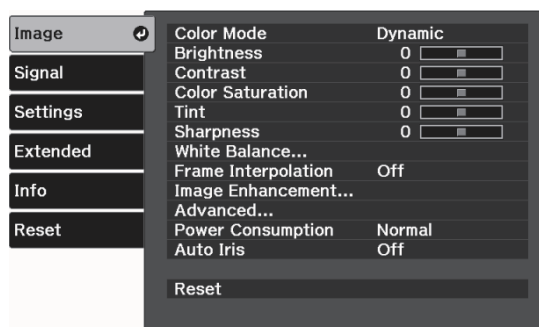 Image
Signal
Settings
Extended
Info
Reset
Color Mode Dynamic
Brightness 0
Contrast 0
Color Saturation 0
Tint 0
Sharpness 0
White Balance...
Frame Interpolation Off
Image Enhancement...
Advanced...
Power Consumption Normal
Auto Iris Off
Reset